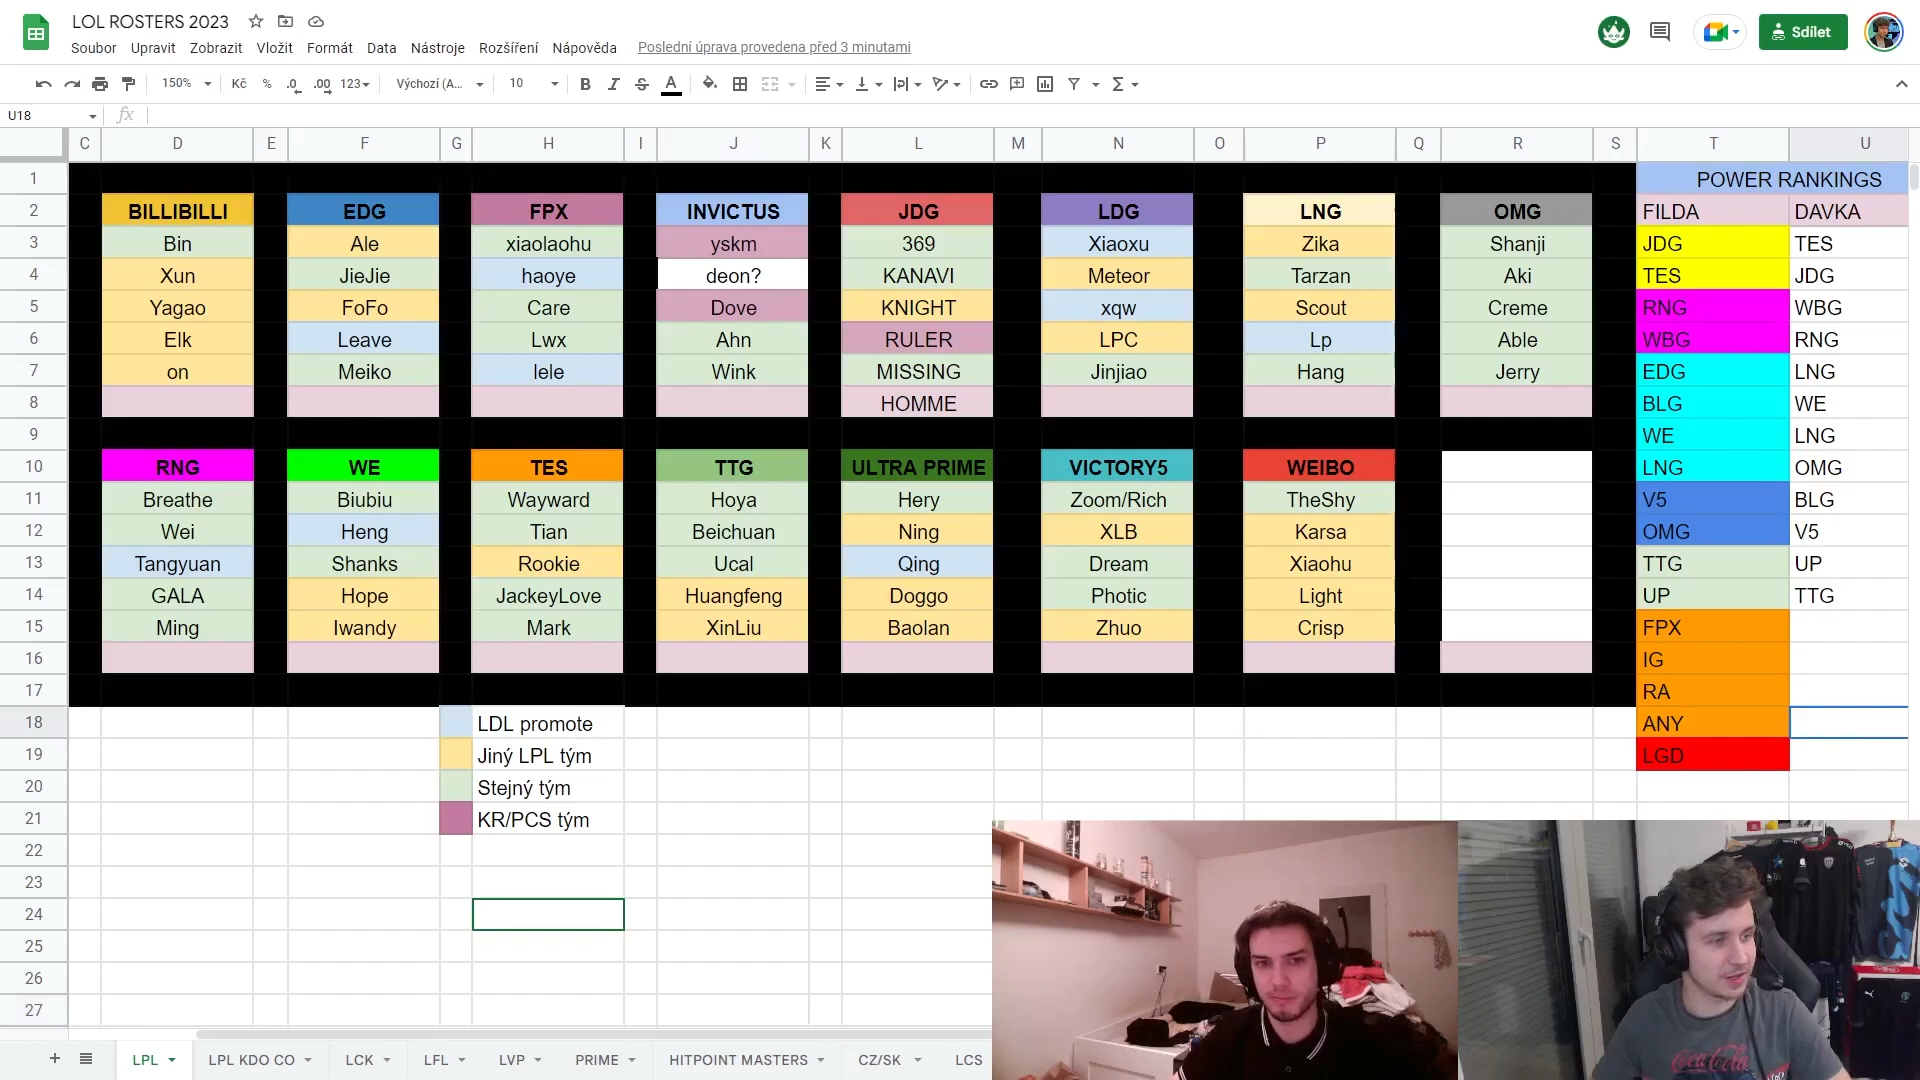 LOL ROSTERS 2023
Soubor Upravit Zobrazit Vložit Formát Data Nástroje Rozšíření Nápověda Poslední úprava provedena před 3 minutami
Sdílet
150% Kč % .0 .00 123 Výchozí (A... 10 B I S A
U18 fx
C D E F G H I J K L M N O P Q R S T U
1 POWER RANKINGS
2 BILLIBILLI EDG FPX INVICTUS JDG LDG LNG OMG FILDA DAVKA
3 Bin Ale xiaolaohu yskm 369 Xiaoxu Zika Shanji JDG TES
4 Xun JieJie haoye deon? KANAVI Meteor Tarzan Aki TES JDG
5 Yagao FoFo Care Dove KNIGHT xqw Scout Creme RNG WBG
6 Elk Leave Lwx Ahn RULER LPC Lp Able WBG RNG
7 on Meiko lele Wink MISSING Jinjiao Hang Jerry EDG LNG
8 HOMME BLG WE
9 WE LNG
10 RNG WE TES TTG ULTRA PRIME VICTORY5 WEIBO LNG OMG
11 Breathe Biubiu Wayward Hoya Hery Zoom/Rich TheShy V5 BLG
12 Wei Heng Tian Beichuan Ning XLB Karsa OMG V5
13 Tangyuan Shanks Rookie Ucal Qing Dream Xiaohu TTG UP
14 GALA Hope JackeyLove Huangfeng Doggo Photic Light UP TTG
15 Ming Iwandy Mark XinLiu Baolan Zhuo Crisp FPX
16 IG
17 RA
18 LDL promote ANY
19 Jiný LPL tým LGD
20 Stejný tým
21 KR/PCS tým
22
23
24
25
26
27
Coca-Cola
LPL LPL KDO CO LCK LFL LVP PRIME HITPOINT MASTERS CZ/SK LCS